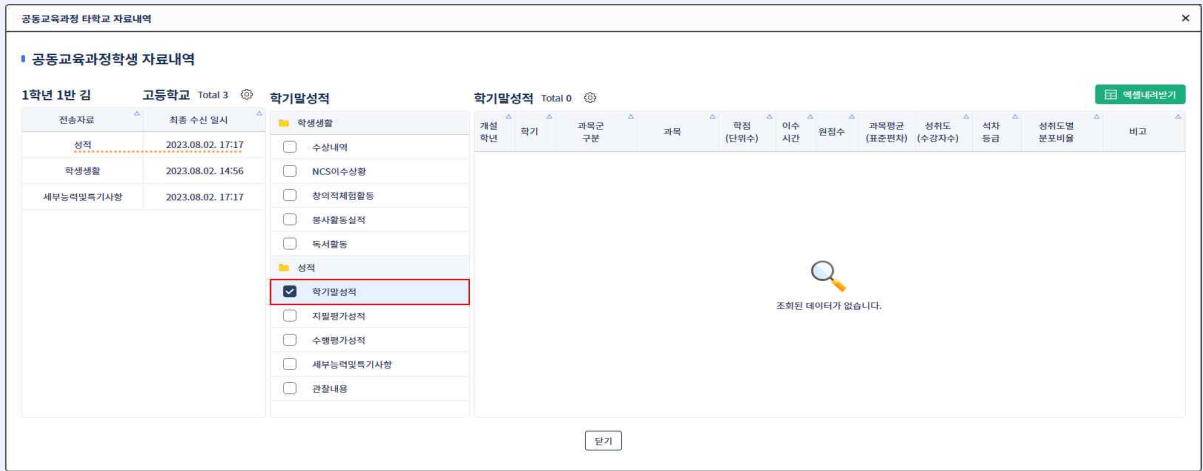 공동교육과정 타학교 자료내역
공동교육과정학생 자료내역
1학년 1반 김 고등학교 Total 3
전송자료 최종 수신 일시
성적 2023.08.02. 17:17
학생생활 2023.08.02. 14:56
세부능력및특기사항 2023.08.02. 17:17
학기말성적
학생생활
수상내역
NCS이수상황
창의적체험활동
봉사활동실적
독서활동
성적
학기말성적
지필평가성적
수행평가성적
세부능력및특기사항
관찰내용
학기말성적 Total 0
엑셀내려받기
개설 학년 학기 과목군 구분 과목 학점 (단위수) 이수 시간 원점수 과목평균 (표준편차) 성취도 (수강자수) 석차 등급 성취도별 분포비율 비고
조회된 데이터가 없습니다.
닫기